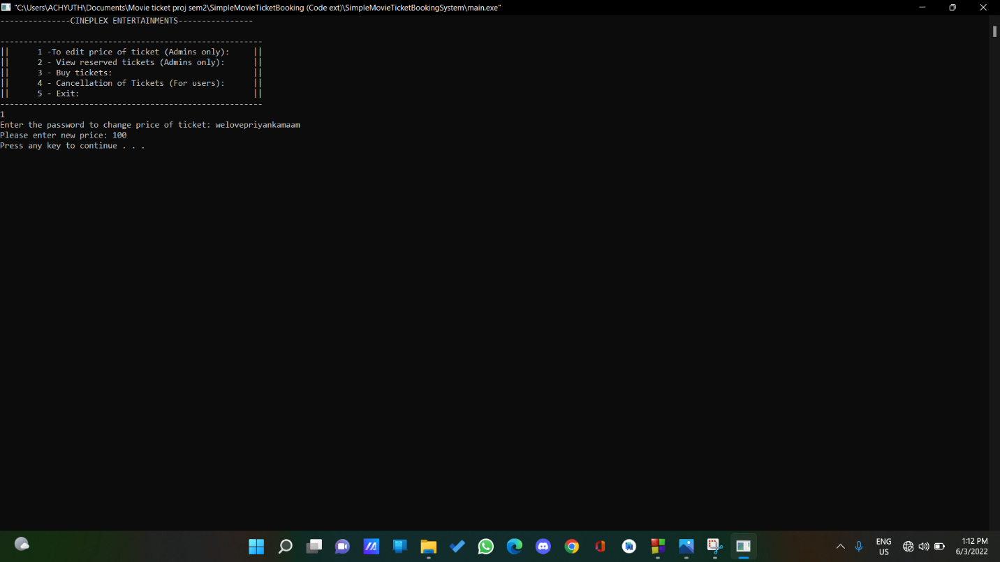 "C:\Users\ACHYUTH\Documents\Movie ticket proj sem2\SimpleMovieTicketBooking (Code ext)\SimpleMovieTicketBookingSystem\main.exe"
---------------CINEPLEX ENTERTAINMENTS----------------
--------------------------------------------------------
||      1 -To edit price of ticket (Admins only):     ||
||      2 - View reserved tickets (Admins only):      ||
||      3 - Buy tickets:                              ||
||      4 - Cancellation of Tickets (For users):      ||
||      5 - Exit:                                     ||
--------------------------------------------------------
1
Enter the password to change price of ticket: welovepriyankamaam
Please enter new price: 100
Press any key to continue . . .
ENG
US
1:12 PM
6/3/2022